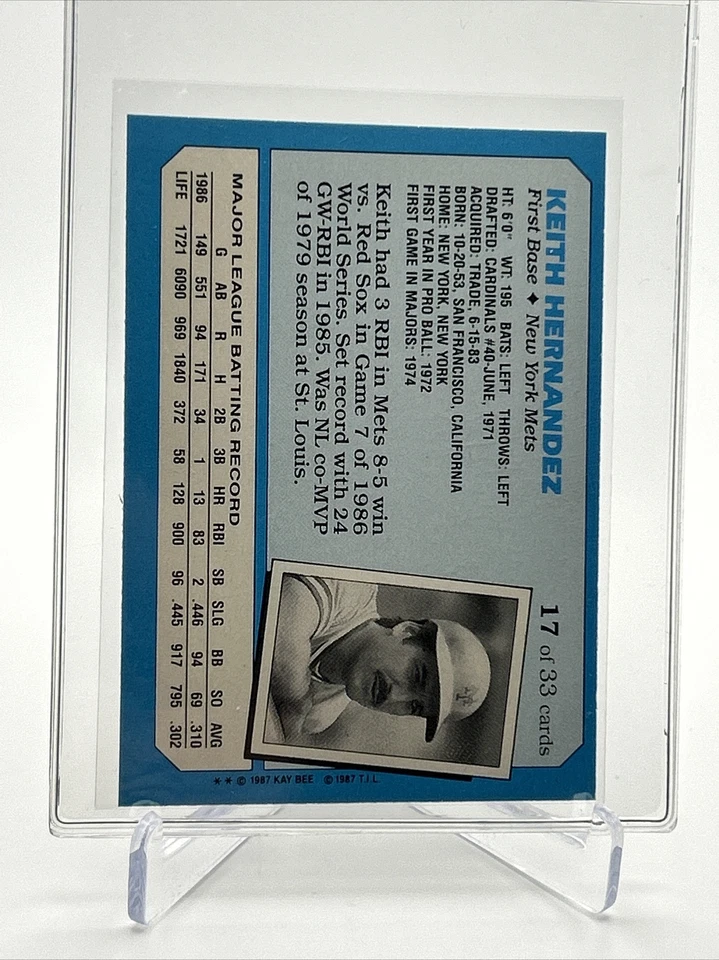 KEITH HERNANDEZ
First Base ♦ New York Mets
17 of 33 cards
HT: 6'0" WT: 195 BATS: LEFT THROWS: LEFT
DRAFTED: CARDINALS #40-JUNE, 1971
ACQUIRED: TRADE, 6-15-83
BORN: 10-20-53, SAN FRANCISCO, CALIFORNIA
HOME: NEW YORK, NEW YORK
FIRST YEAR IN PRO BALL: 1972
FIRST GAME IN MAJORS: 1974
Keith had 3 RBI in Mets 8-5 win
vs. Red Sox in Game 7 of 1986
World Series. Set record with 24
GW-RBI in 1985. Was NL co-MVP
of 1979 season at St. Louis.
MAJOR LEAGUE BATTING RECORD
G AB R H 2B 3B HR RBI SB SLG BB SO AVG
1986 149 551 94 171 34 1 13 83 2 .446 94 69 .310
LIFE 1721 6090 969 1840 372 58 128 900 96 .445 917 795 .302
** © 1987 KAY BEE © 1987 T.I.L.